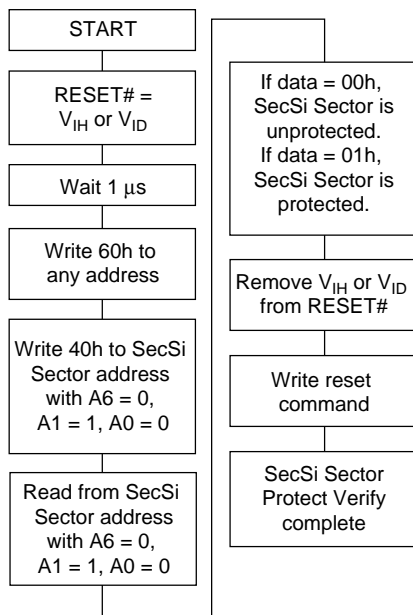 START
RESET# =
V_IH or V_ID
Wait 1 μs
Write 60h to
any address
Write 40h to SecSi
Sector address
with A6 = 0,
A1 = 1, A0 = 0
Read from SecSi
Sector address
with A6 = 0,
A1 = 1, A0 = 0
If data = 00h,
SecSi Sector is
unprotected.
If data = 01h,
SecSi Sector is
protected.
Remove V_IH or V_ID
from RESET#
Write reset
command
SecSi Sector
Protect Verify
complete